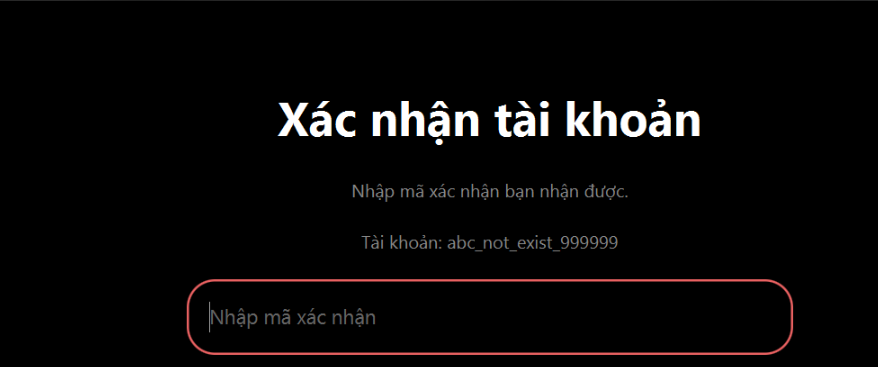 Xác nhận tài khoản
Nhập mã xác nhận bạn nhận được.
Tài khoản: abc_not_exist_999999
Nhập mã xác nhận